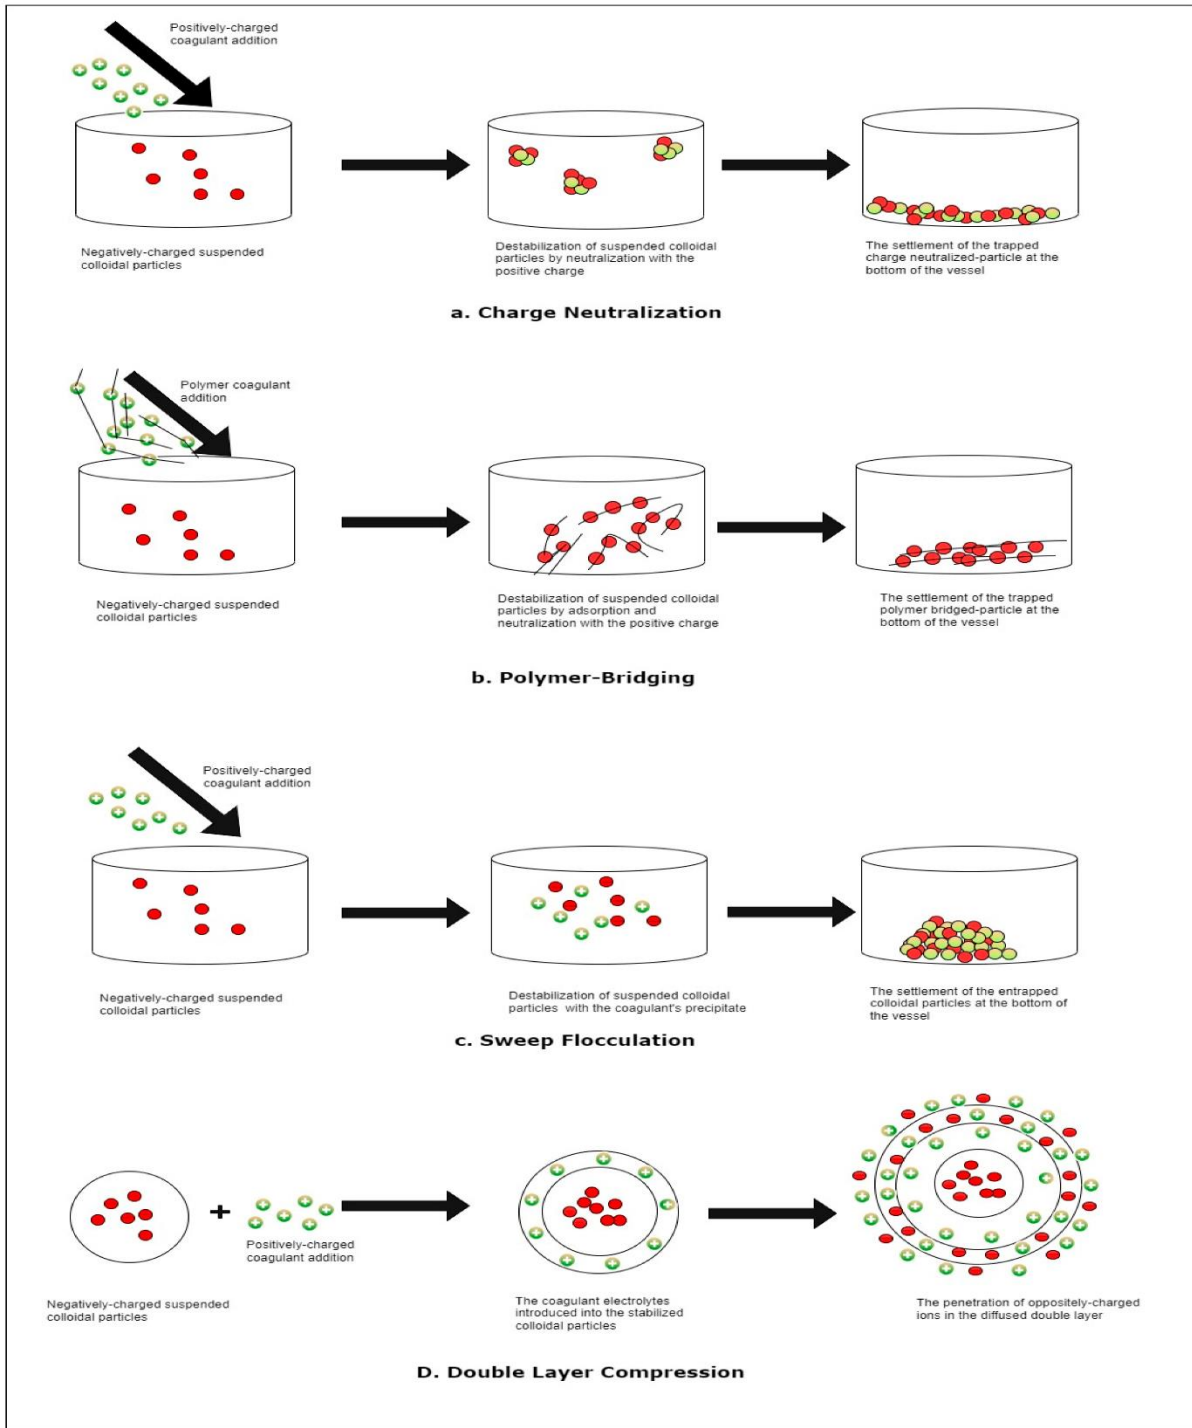 Positively-charged
coagulant addition
Negatively-charged suspended
colloidal particles
Destabilization of suspended colloidal
particles by neutralization with the
positive charge
The settlement of the trapped
charge neutralized-particle at the
bottom of the vessel
a. Charge Neutralization
Polymer coagulant
addition
Negatively-charged suspended
colloidal particles
Destabilization of suspended colloidal
particles by adsorption and
neutralization with the positive charge
The settlement of the trapped
polymer bridged-particle at the
bottom of the vessel
b. Polymer-Bridging
Positively-charged
coagulant addition
Negatively-charged suspended
colloidal particles
Destabilization of suspended colloidal
particles with the coagulant's precipitate
The settlement of the entrapped
colloidal particles at the bottom of
the vessel
c. Sweep Flocculation
+
Positively-charged
coagulant addition
Negatively-charged suspended
colloidal particles
The coagulant electrolytes
introduced into the stabilized
colloidal particles
The penetration of oppositely-charged
ions in the diffused double layer
D. Double Layer Compression